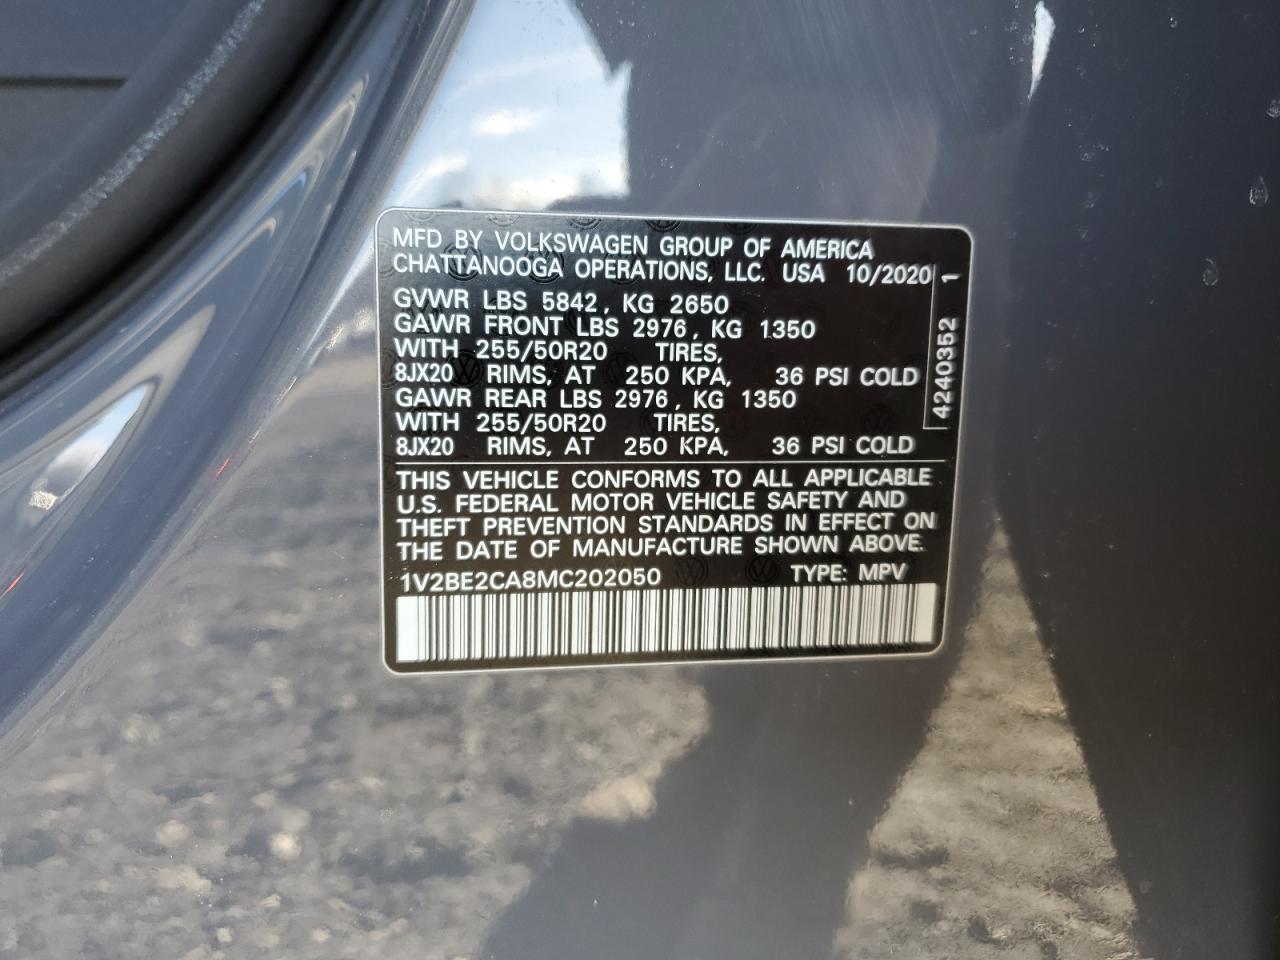 MFD BY VOLKSWAGEN GROUP OF AMERICA
CHATTANOOGA OPERATIONS, LLC. USA 10/2020
GVWR LBS 5842, KG 2650
GAWR FRONT LBS 2976, KG 1350
WITH 255/50R20 TIRES,
8JX20 RIMS, AT 250 KPA, 36 PSI COLD
GAWR REAR LBS 2976, KG 1350
WITH 255/50R20 TIRES,
8JX20 RIMS, AT 250 KPA, 36 PSI COLD
4240352 1
THIS VEHICLE CONFORMS TO ALL APPLICABLE
U.S. FEDERAL MOTOR VEHICLE SAFETY AND
THEFT PREVENTION STANDARDS IN EFFECT ON
THE DATE OF MANUFACTURE SHOWN ABOVE.
1V2BE2CA8MC202050 TYPE: MPV